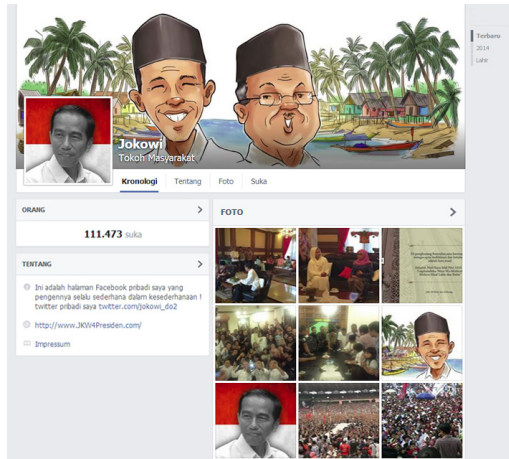 Terbaru
2014
Lahir
Jokowi
Tokoh Masyarakat
Kronologi Tentang Foto Suka
ORANG
111.473 suka
TENTANG
Ini adalah halaman Facebook pribadi saya yang
pengennya selalu sederhana dalam kesederhanaan !
twitter pribadi saya twitter.com/jokowi_do2
http://www.JKW4Presiden.com/
Impressum
FOTO